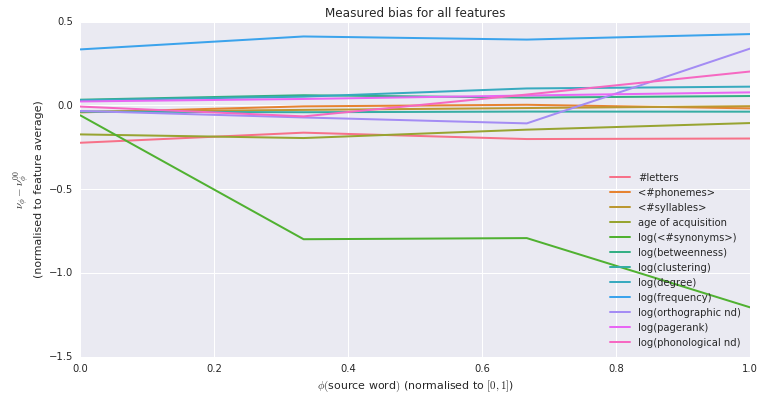 Measured bias for all features
0.5
0.0
−0.5
−1.0
−1.5
ν_ϕ − ν_ϕ^00
(normalised to feature average)
#letters
<#phonemes>
<#syllables>
age of acquisition
log(<#synonyms>)
log(betweenness)
log(clustering)
log(degree)
log(frequency)
log(orthographic nd)
log(pagerank)
log(phonological nd)
0.0 0.2 0.4 0.6 0.8 1.0
ϕ(source word) (normalised to [0, 1])